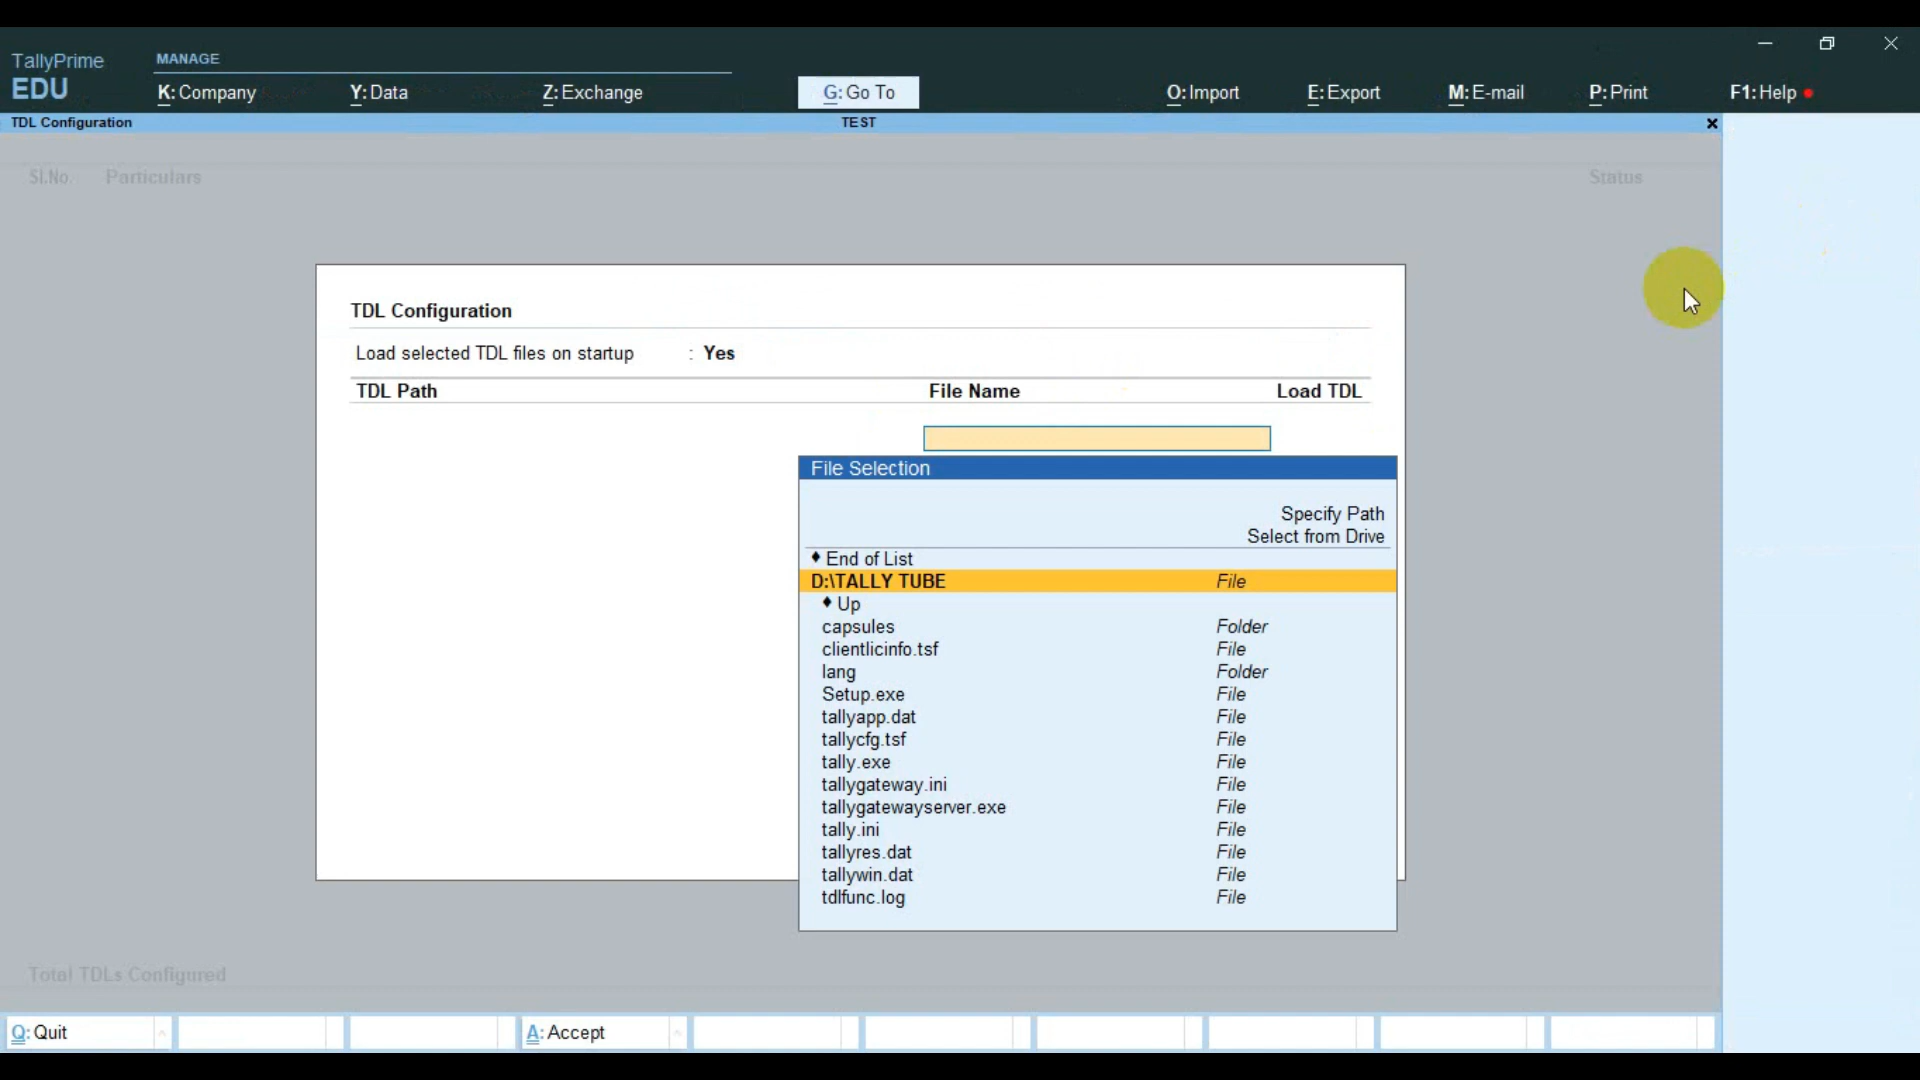 TallyPrime
EDU
MANAGE
K: Company
Y: Data
Z: Exchange
G: Go To
O: Import
E: Export
M: E-mail
P: Print
F1: Help
TDL Configuration
TEST
Sl.No. Particulars Status
TDL Configuration
Load selected TDL files on startup : Yes
TDL Path File Name Load TDL
File Selection
Specify Path
Select from Drive
♦ End of List
D:\TALLY TUBE File
♦ Up
capsules Folder
clientlicinfo.tsf File
lang Folder
Setup.exe File
tallyapp.dat File
tallycfg.tsf File
tally.exe File
tallygateway.ini File
tallygatewayserver.exe File
tally.ini File
tallyres.dat File
tallywin.dat File
tdlfunc.log File
Total TDLs Configured
Q: Quit
A: Accept